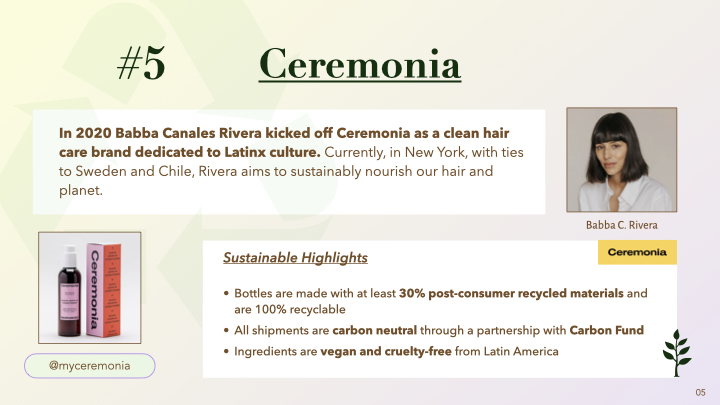 #5 Ceremonia
In 2020 Babba Canales Rivera kicked off Ceremonia as a clean hair
care brand dedicated to Latinx culture. Currently, in New York, with ties
to Sweden and Chile, Rivera aims to sustainably nourish our hair and
planet.
Babba C. Rivera
Ceremonia
@myceremonia
Sustainable Highlights
Ceremonia
• Bottles are made with at least 30% post-consumer recycled materials and
are 100% recyclable
• All shipments are carbon neutral through a partnership with Carbon Fund
• Ingredients are vegan and cruelty-free from Latin America
05